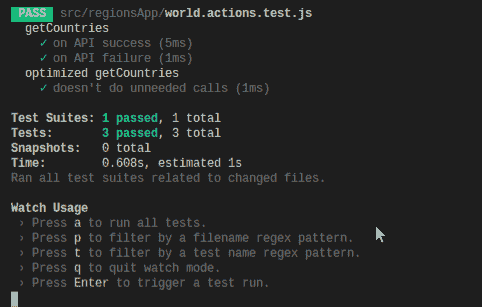 PASS src/regionsApp/world.actions.test.js
getCountries
✓ on API success (5ms)
✓ on API failure (1ms)
optimized getCountries
✓ doesn't do unneeded calls (1ms)
Test Suites: 1 passed, 1 total
Tests: 3 passed, 3 total
Snapshots: 0 total
Time: 0.608s, estimated 1s
Ran all test suites related to changed files.
Watch Usage
› Press a to run all tests.
› Press p to filter by a filename regex pattern.
› Press t to filter by a test name regex pattern.
› Press q to quit watch mode.
› Press Enter to trigger a test run.